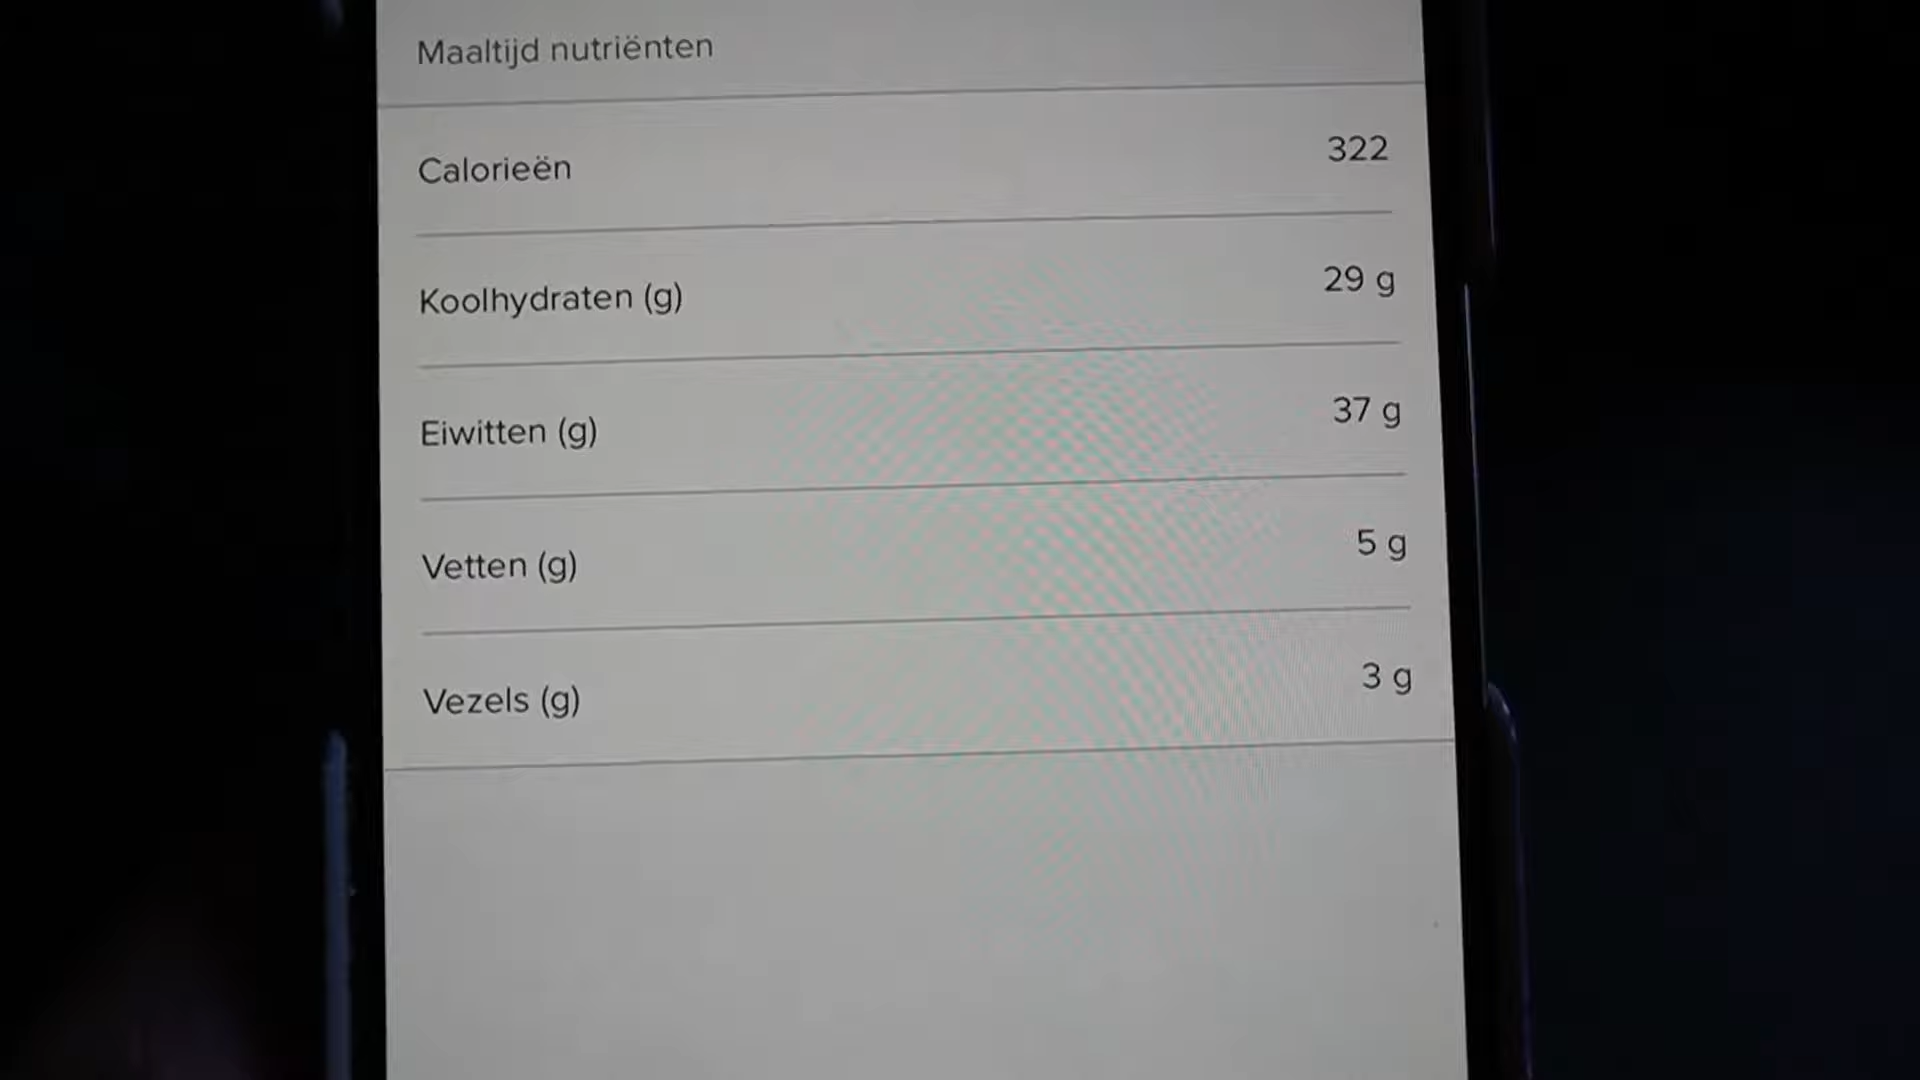 Maaltijd nutriënten
Calorieën 322
Koolhydraten (g) 29 g
Eiwitten (g) 37 g
Vetten (g) 5 g
Vezels (g) 3 g